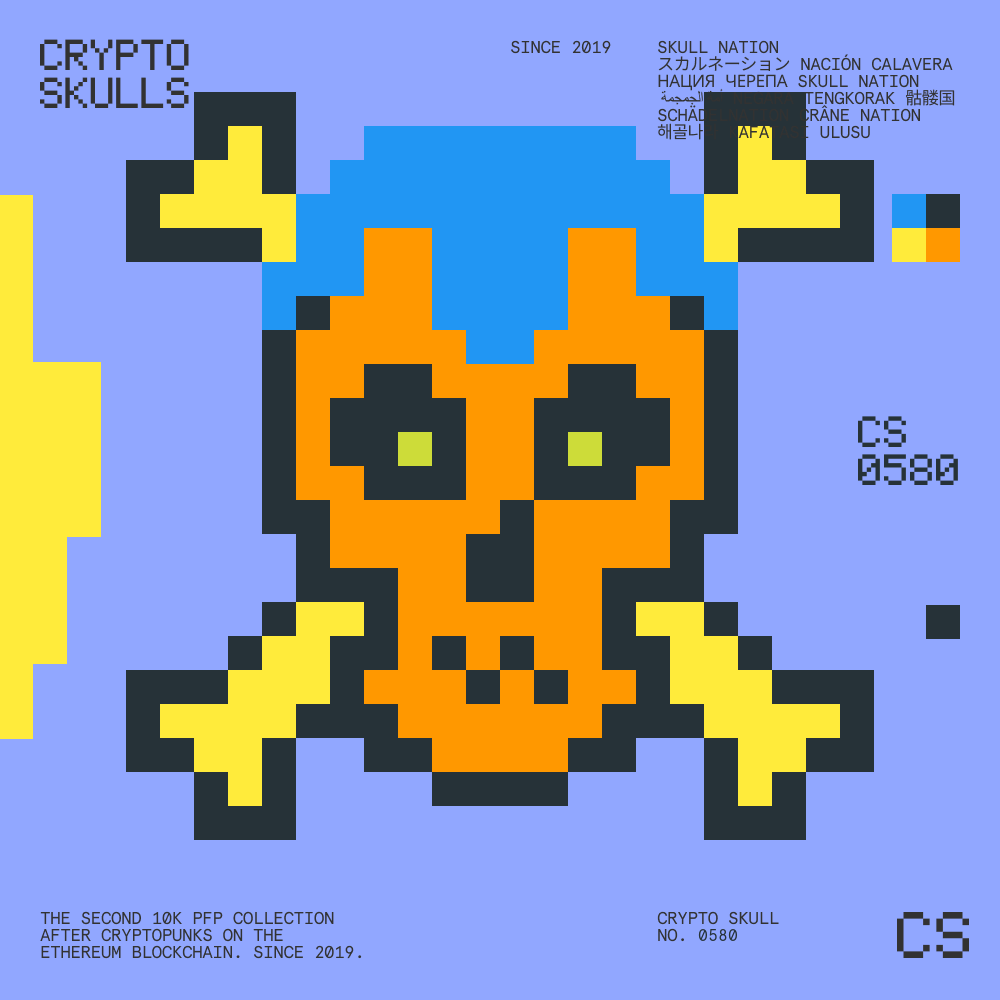 CRYPTO
SKULLS
SINCE 2019
SKULL NATION
スカルネーション NACIÓN CALAVERA
НАЦИЯ ЧЕРЕПА SKULL NATION
الجمجمة TENGKORAK 骷髅国
CRÂNE NATION
ULUSU
CS
0580
THE SECOND 10K PFP COLLECTION
AFTER CRYPTOPUNKS ON THE
ETHEREUM BLOCKCHAIN. SINCE 2019.
CRYPTO SKULL
NO. 0580
CS